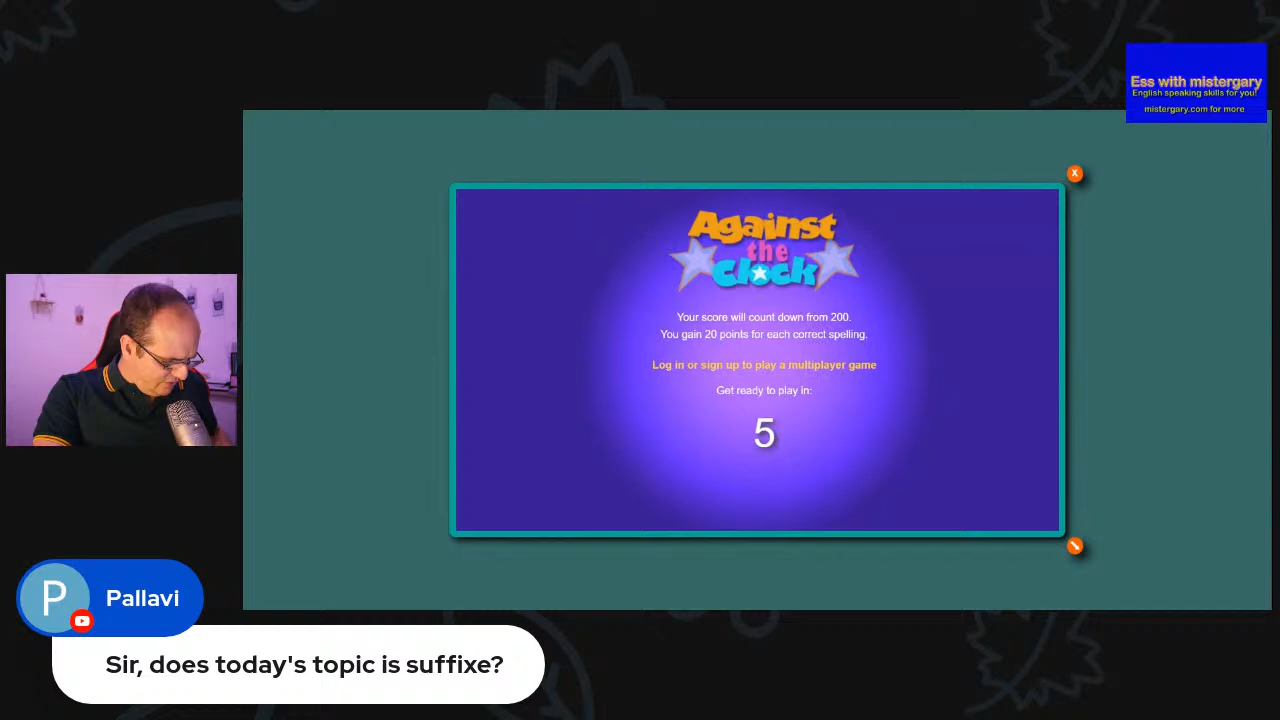 Ess with mistergary
English speaking skills for you!
mistergary.com for more
x
Against
the
Clock
Your score will count down from 200.
You gain 20 points for each correct spelling.
Log in or sign up to play a multiplayer game
Get ready to play in:
5
P
Pallavi
Sir, does today's topic is suffixe?